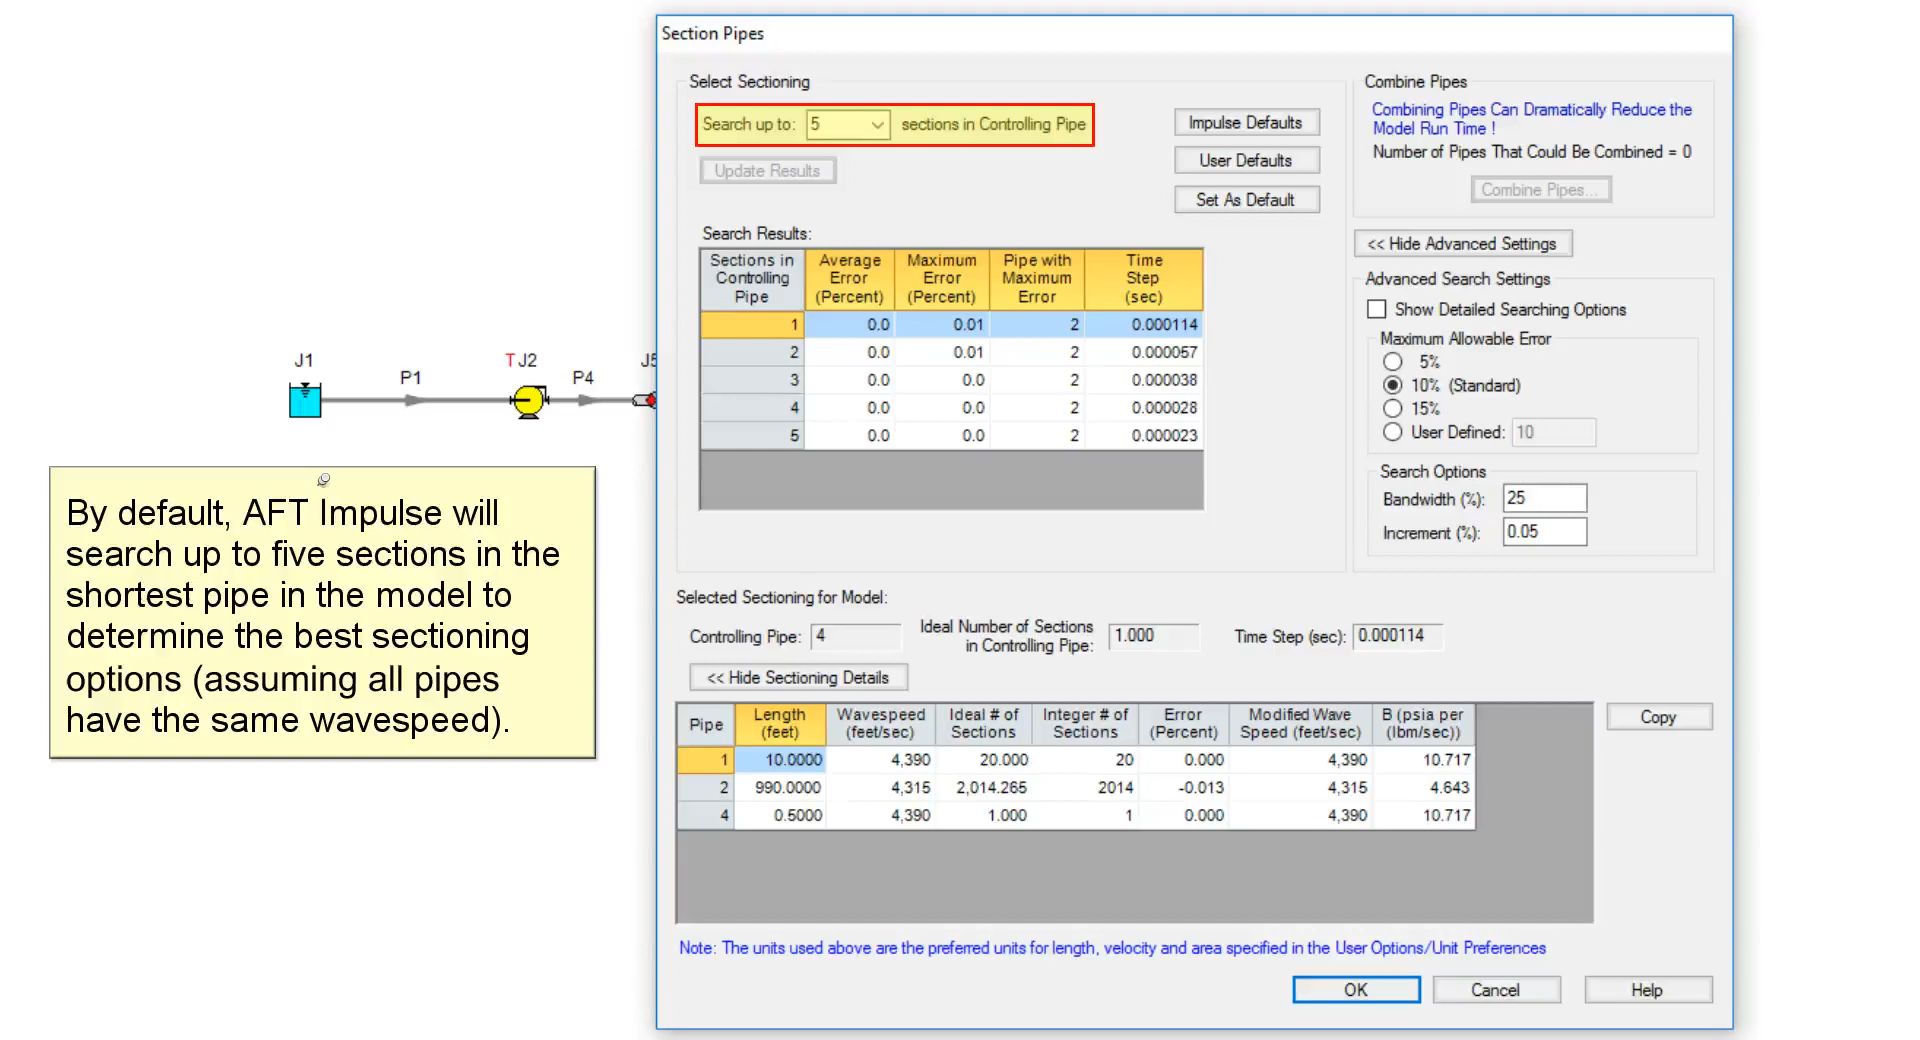 Section Pipes
Select Sectioning
Search up to: 5 sections in Controlling Pipe
Update Results
Impulse Defaults
User Defaults
Set As Default
Search Results:
Sections in Controlling Pipe Average Error (Percent) Maximum Error (Percent) Pipe with Maximum Error Time Step (sec)
1 0.0 0.01 2 0.000114
2 0.0 0.01 2 0.000057
3 0.0 0.0 2 0.000038
4 0.0 0.0 2 0.000028
5 0.0 0.0 2 0.000023
Combine Pipes
Combining Pipes Can Dramatically Reduce the
Model Run Time !
Number of Pipes That Could Be Combined = 0
Combine Pipes...
<< Hide Advanced Settings
Advanced Search Settings
Show Detailed Searching Options
Maximum Allowable Error
5%
10% (Standard)
15%
User Defined: 10
Search Options
Bandwidth (%): 25
Increment (%): 0.05
J1
P1
T J2
P4
J5
By default, AFT Impulse will
search up to five sections in the
shortest pipe in the model to
determine the best sectioning
options (assuming all pipes
have the same wavespeed).
Selected Sectioning for Model:
Controlling Pipe: 4
Ideal Number of Sections
in Controlling Pipe: 1.000
Time Step (sec): 0.000114
<< Hide Sectioning Details
Pipe Length (feet) Wavespeed (feet/sec) Ideal # of Sections Integer # of Sections Error (Percent) Modified Wave Speed (feet/sec) B (psia per (lbm/sec))
1 10.0000 4,390 20.000 20 0.000 4,390 10.717
2 990.0000 4,315 2,014.265 2014 -0.013 4,315 4.643
4 0.5000 4,390 1.000 1 0.000 4,390 10.717
Copy
Note: The units used above are the preferred units for length, velocity and area specified in the User Options/Unit Preferences
OK
Cancel
Help